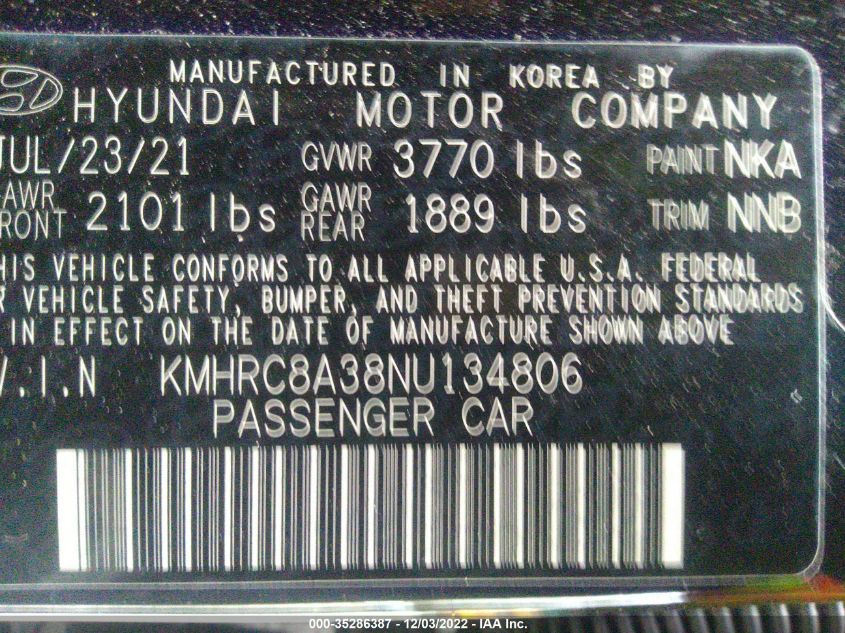 MANUFACTURED IN KOREA BY
HYUNDAI MOTOR COMPANY
JUL/23/21 GVWR 3770 lbs PAINT NKA
GAWR FRONT 2101 lbs GAWR REAR 1889 lbs TRIM NNB
THIS VEHICLE CONFORMS TO ALL APPLICABLE U.S.A. FEDERAL
VEHICLE SAFETY, BUMPER, AND THEFT PREVENTION STANDARDS
IN EFFECT ON THE DATE OF MANUFACTURE SHOWN ABOVE
V.I.N KMHRC8A38NU134806
PASSENGER CAR
000-35286387 - 12/03/2022 - IAA Inc.